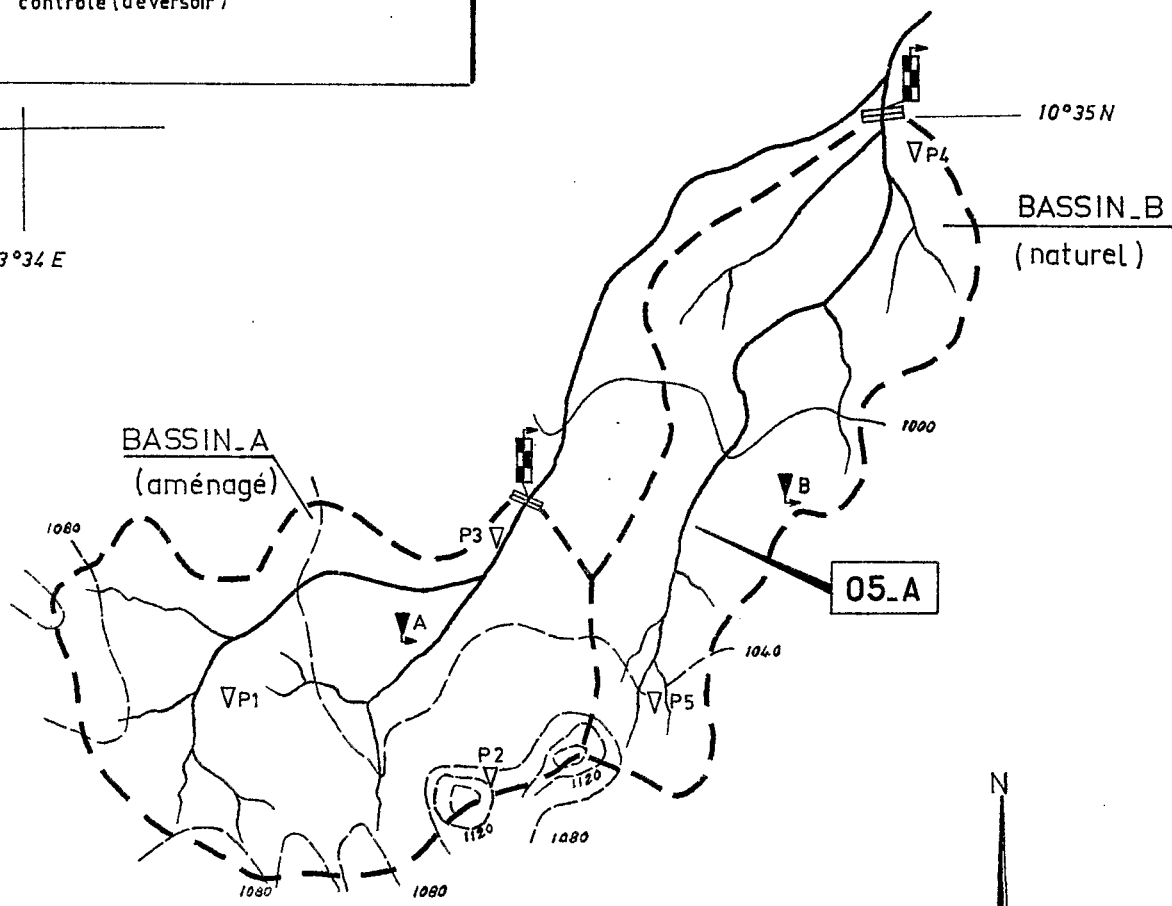 contrôle (déversoir)
10°35 N
3°34 E
P4
BASSIN_B
(naturel)
1000
BASSIN_A
(aménagé)
B
1080
P3
05_A
A
1040
P1
P5
P2
1120
1120
1080
1080
1080
N